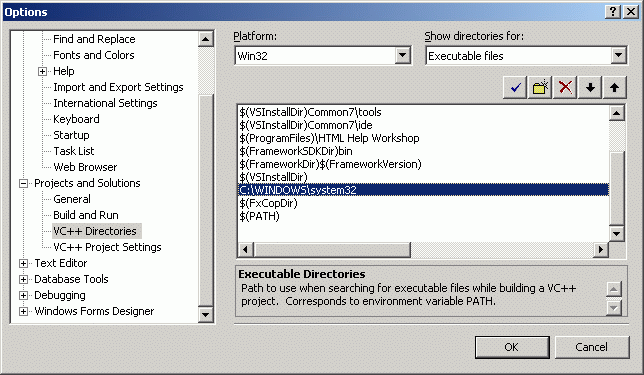 Options
Find and Replace
Fonts and Colors
Help
Import and Export Settings
International Settings
Keyboard
Startup
Task List
Web Browser
Projects and Solutions
General
Build and Run
VC++ Directories
VC++ Project Settings
Text Editor
Database Tools
Debugging
Windows Forms Designer
Platform:
Win32
Show directories for:
Executable files
$(VSInstallDir)Common7\tools
$(VSInstallDir)Common7\ide
$(ProgramFiles)\HTML Help Workshop
$(FrameworkSDKDir)bin
$(FrameworkDir)$(FrameworkVersion)
$(VSInstallDir)
C:\WINDOWS\system32
$(FxCopDir)
$(PATH)
Executable Directories
Path to use when searching for executable files while building a VC++
project.  Corresponds to environment variable PATH.
OK
Cancel